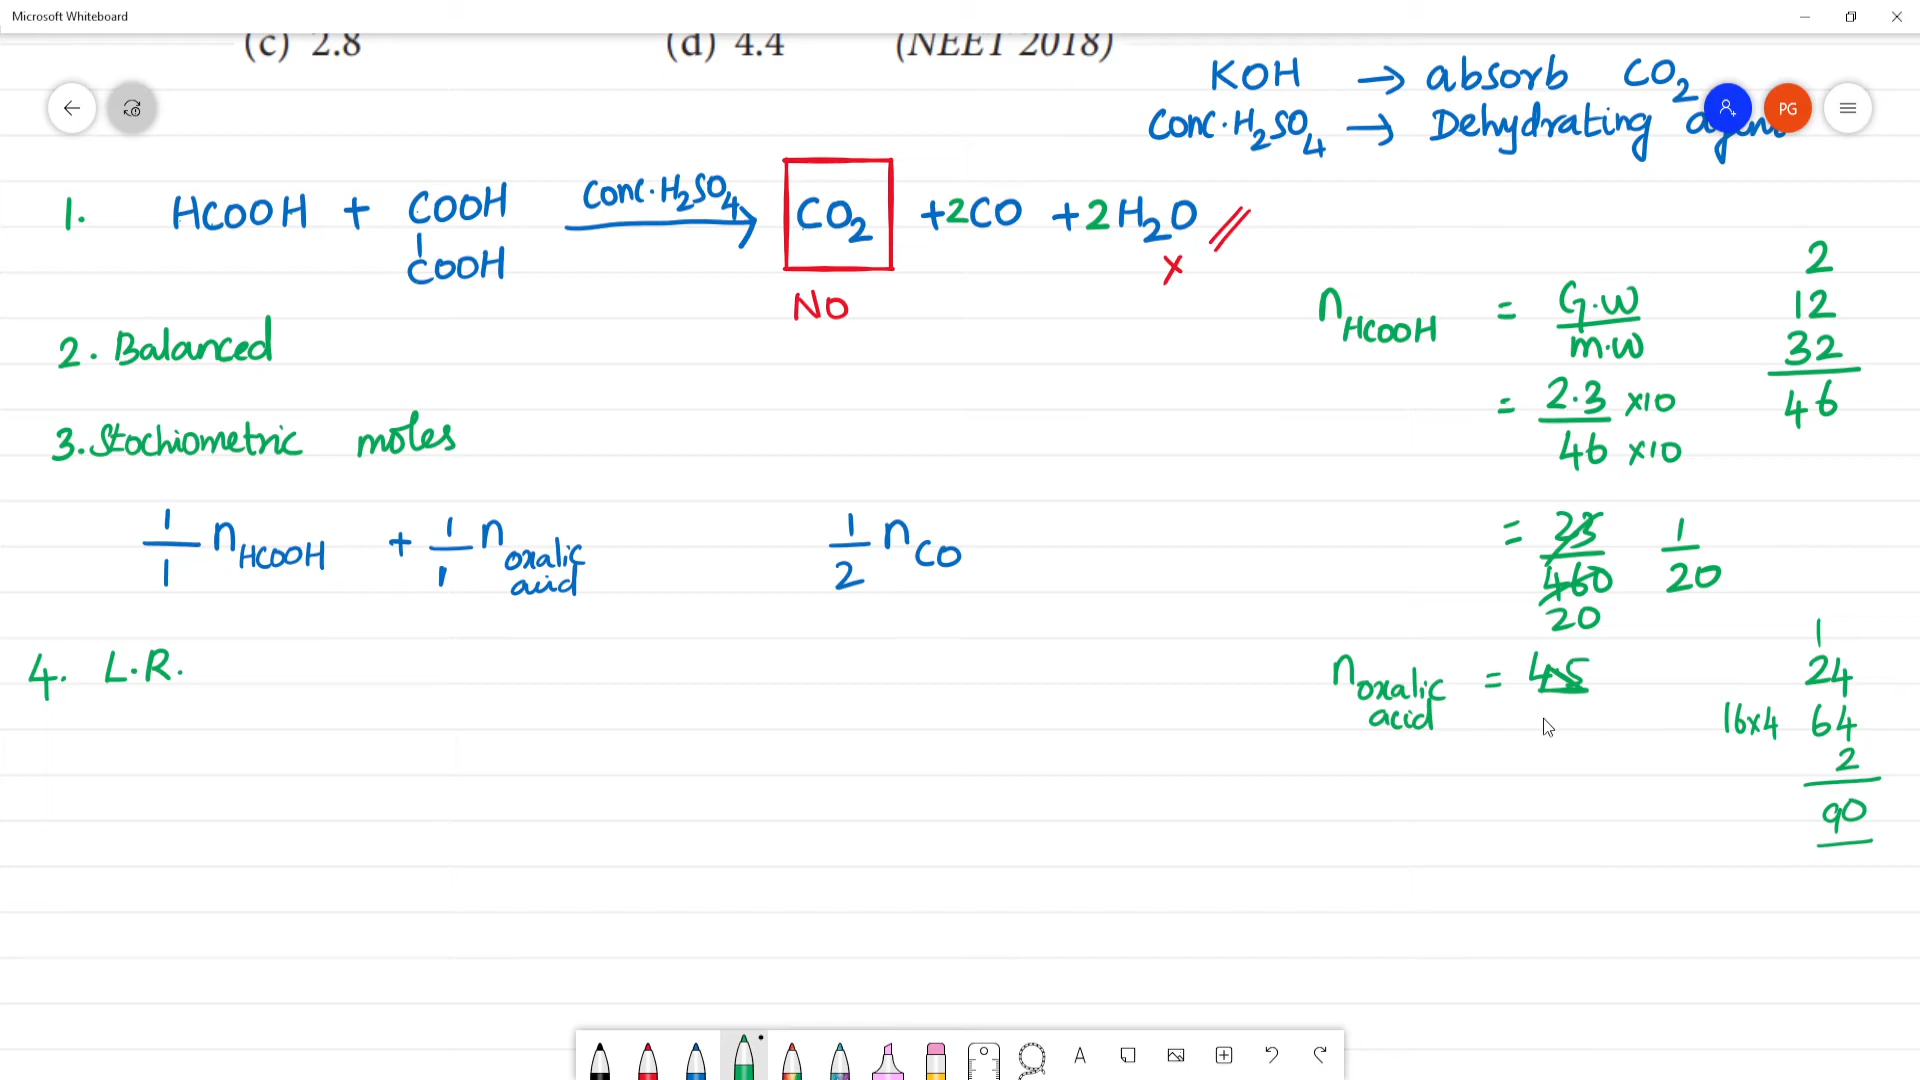 Microsoft Whiteboard
(c) 2.8 (d) 4.4 (NEET 2018)
KOH → absorb CO2
Conc. H2SO4 → Dehydrating
PG
1. HCOOH + COOH Conc. H2SO4 CO2 + 2CO + 2H2O
COOH
NO
x
2. Balanced
3. Stochiometric moles
1/1 nHCOOH + 1/1 n oxalic acid 1/2 nCO
4. L.R.
nHCOOH = G.W / m.W
= 2.3 x10 / 46 x10
= 23 / 460 1/20
20
n oxalic acid = 45
2
12
32
46
1
24
16x4 64
2
90
A